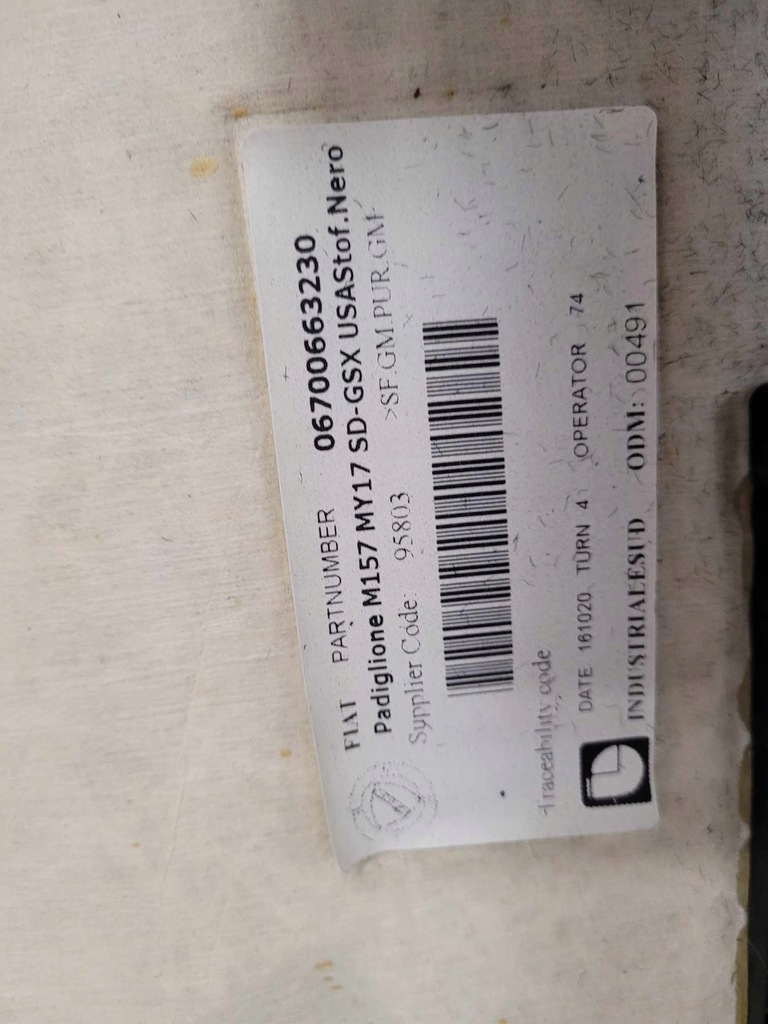 FIAT PARTNUMBER 06700663230
Padiglione M157 MY17 SD-GSX USAStof.Nero
Supplier Code: 95803 >SF.GM.PUR.GM<
Traceability code
DATE 161020 TURN 4 OPERATOR 74
INDUSTRIALESUD ODM: 00491